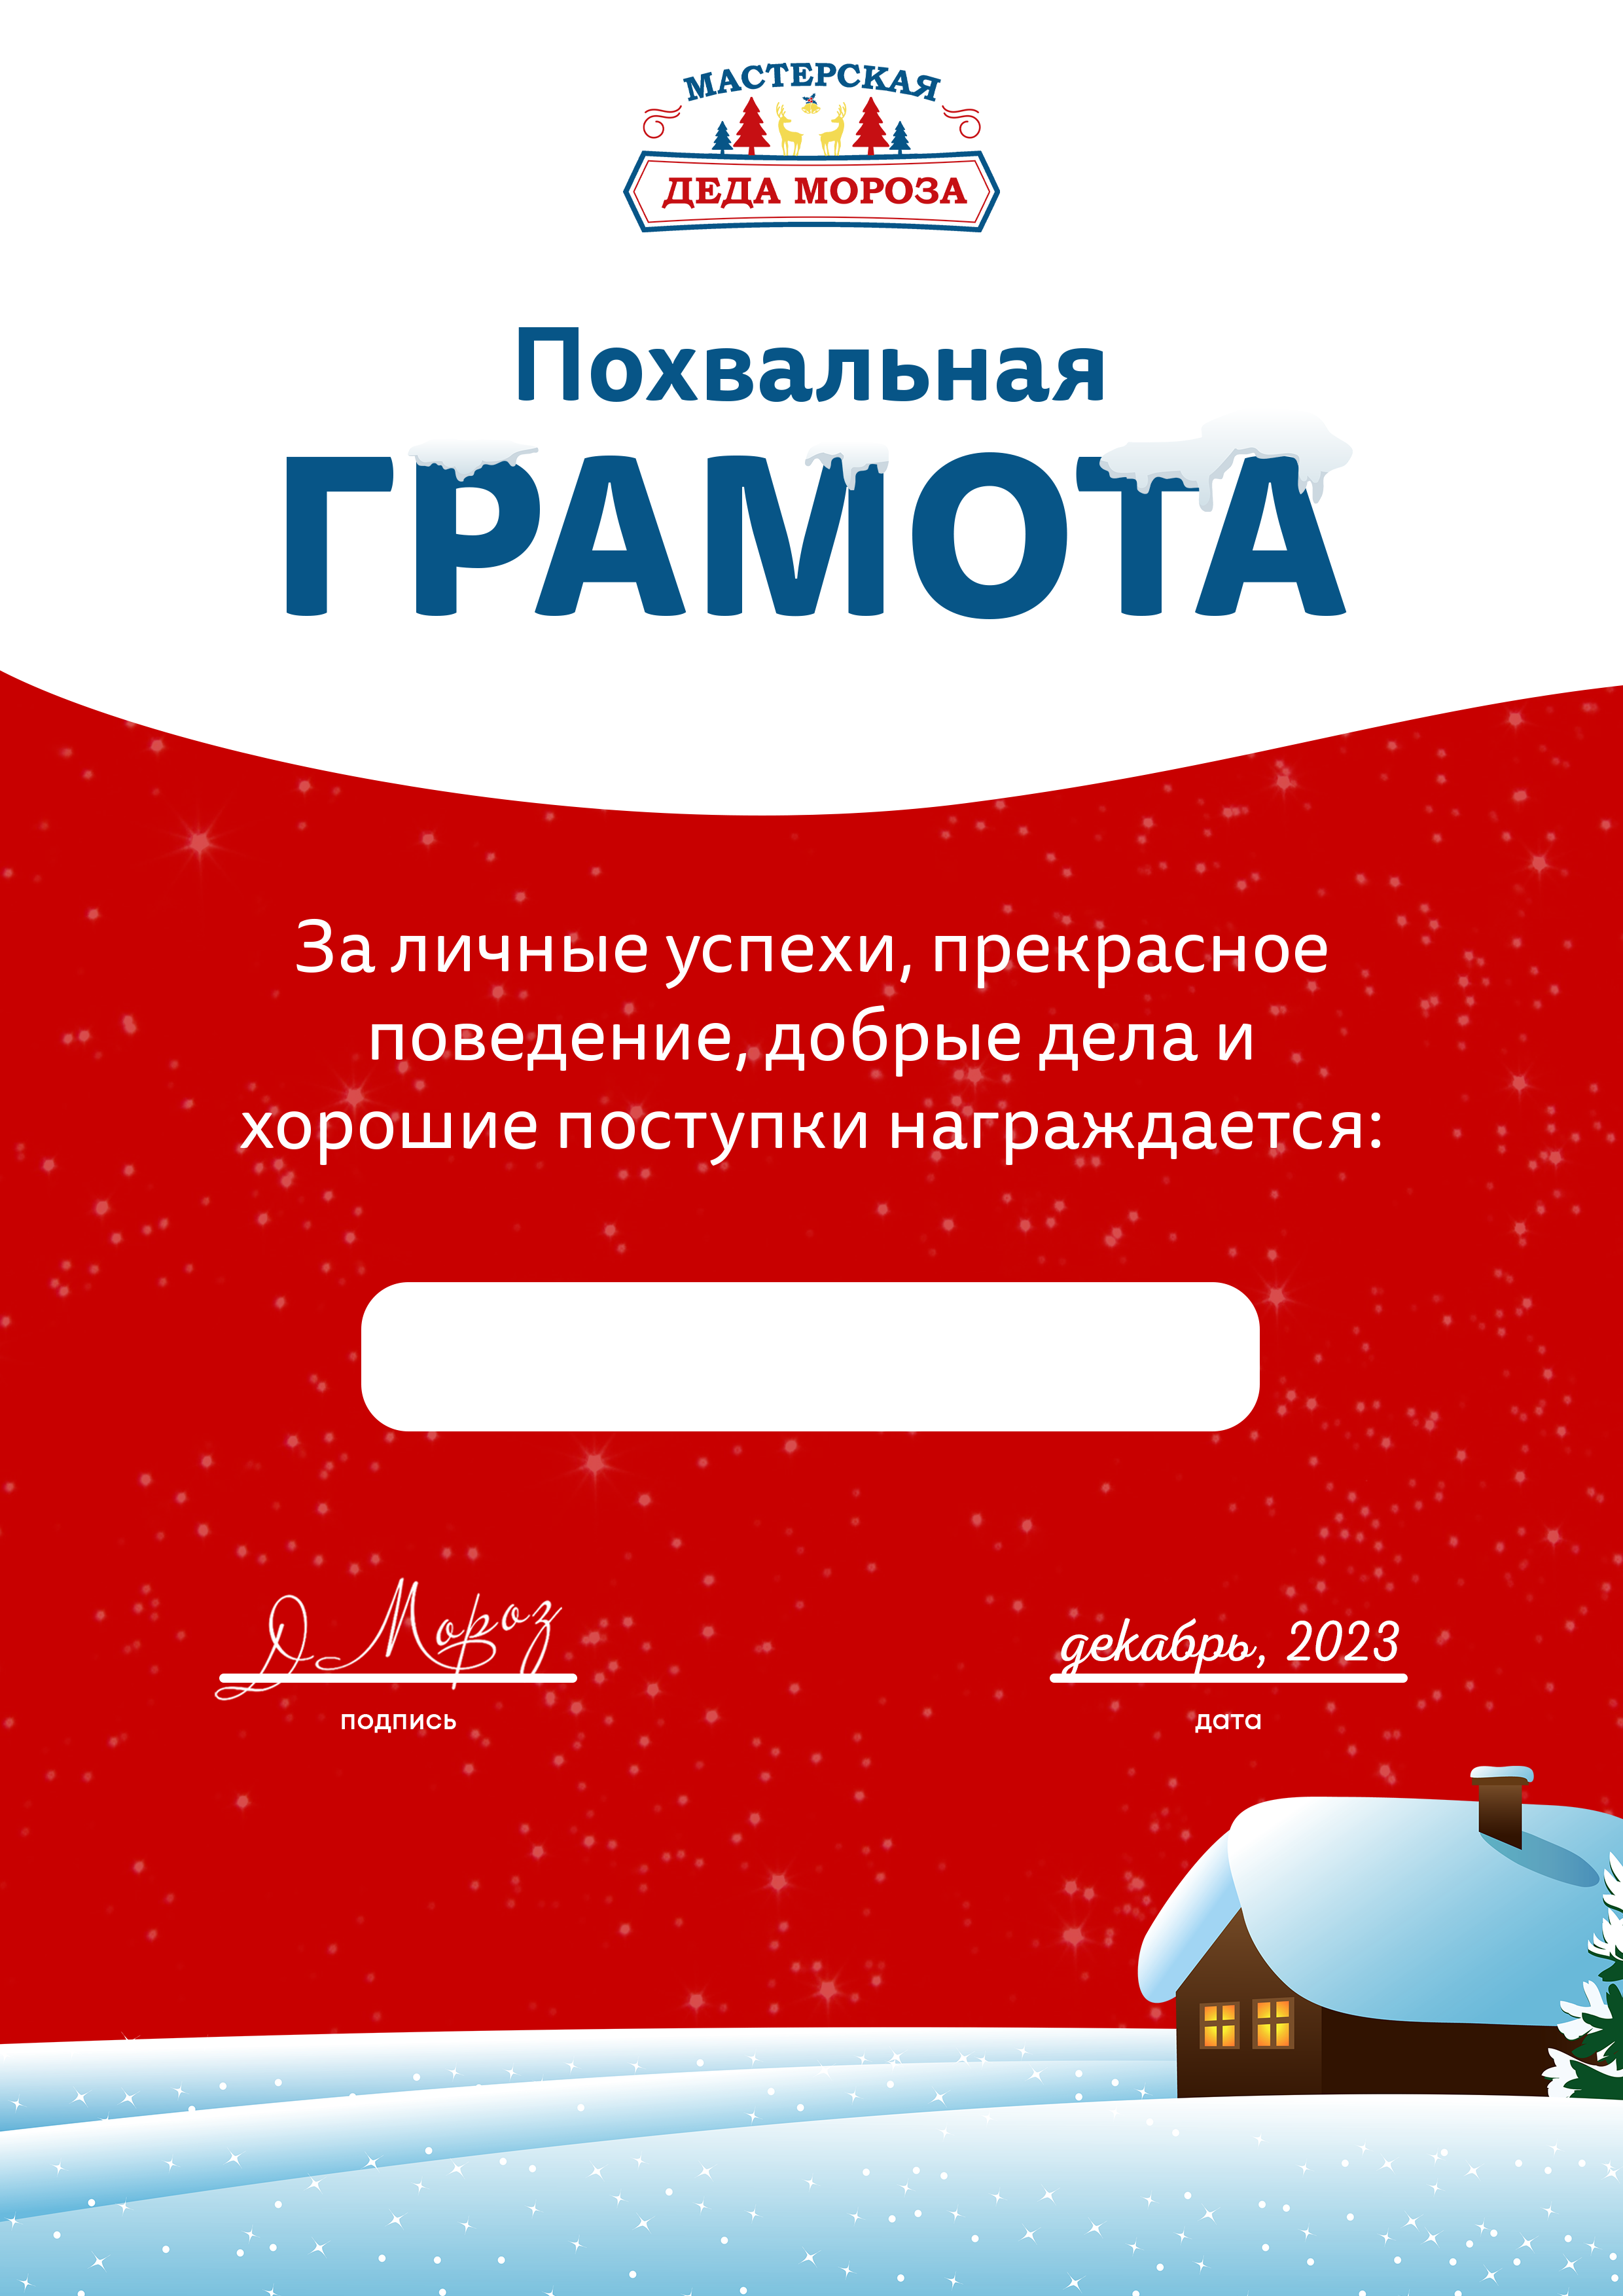 МАСТЕРСКАЯ
ДЕДА МОРОЗА
Похвальная
ГРАМОТА
За личные успехи, прекрасное
поведение, добрые дела и
хорошие поступки награждается:
Д Мороз
декабрь, 2023
подпись
дата